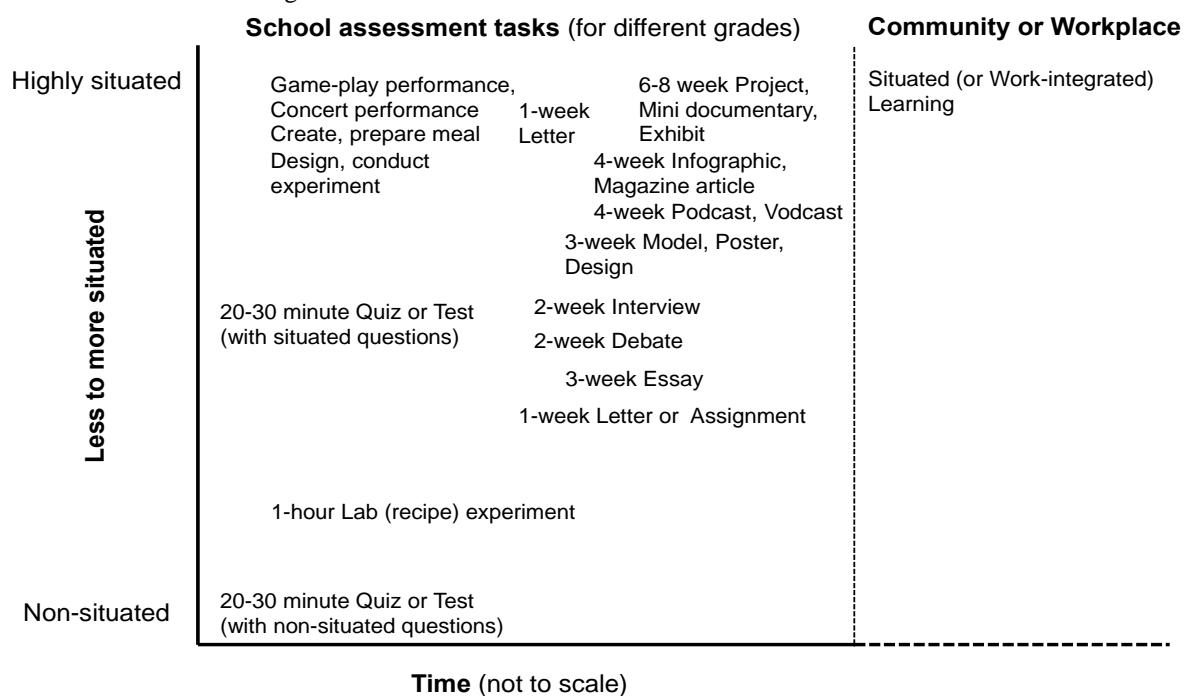 School assessment tasks (for different grades)
Community or Workplace
Highly situated
Game-play performance,
Concert performance
Create, prepare meal
Design, conduct
experiment
1-week
Letter
6-8 week Project,
Mini documentary,
Exhibit
4-week Infographic,
Magazine article
4-week Podcast, Vodcast
3-week Model, Poster,
Design
Situated (or Work-integrated)
Learning
Less to more situated
20-30 minute Quiz or Test
(with situated questions)
2-week Interview
2-week Debate
3-week Essay
1-week Letter or Assignment
1-hour Lab (recipe) experiment
Non-situated
20-30 minute Quiz or Test
(with non-situated questions)
Time (not to scale)